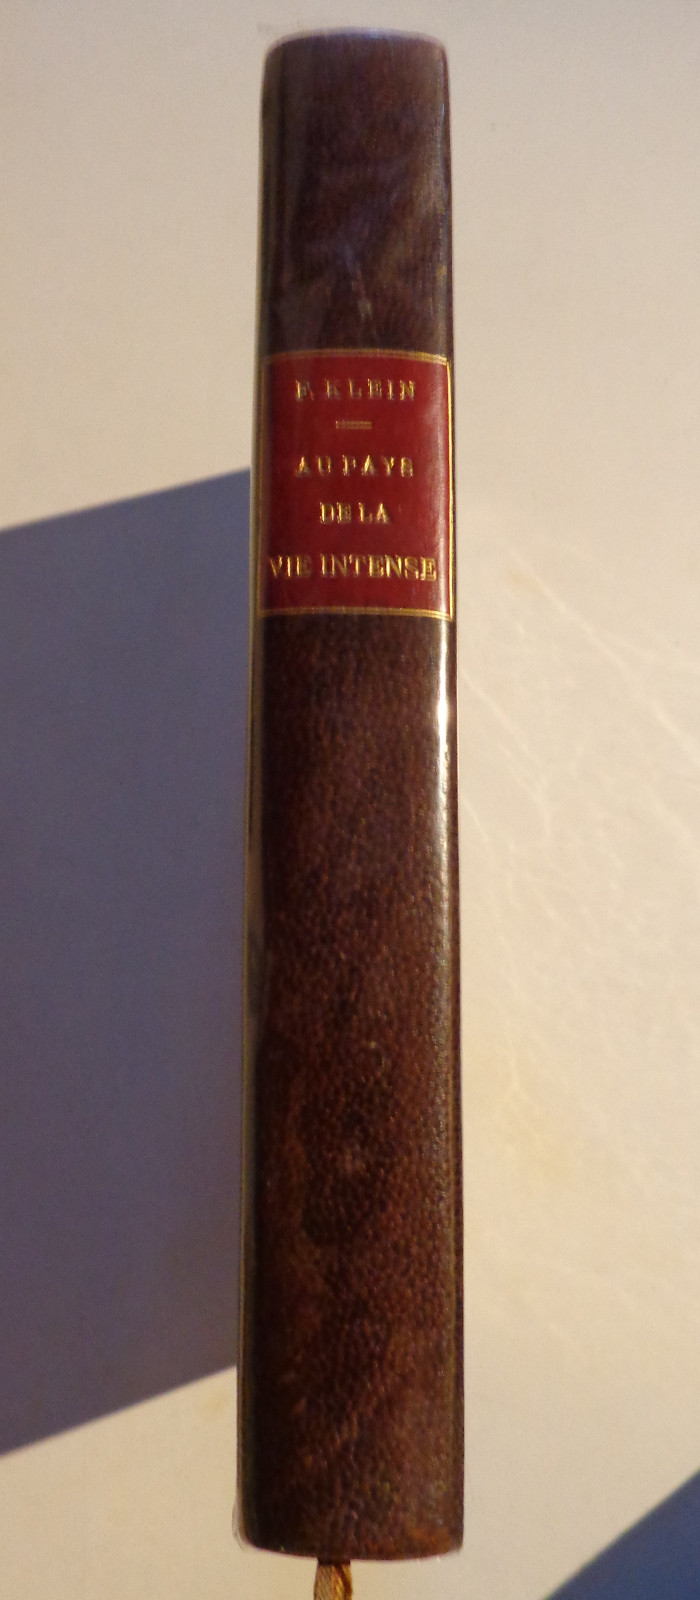 F. KLEIN
AU PAYS
DE LA
VIE INTENSE